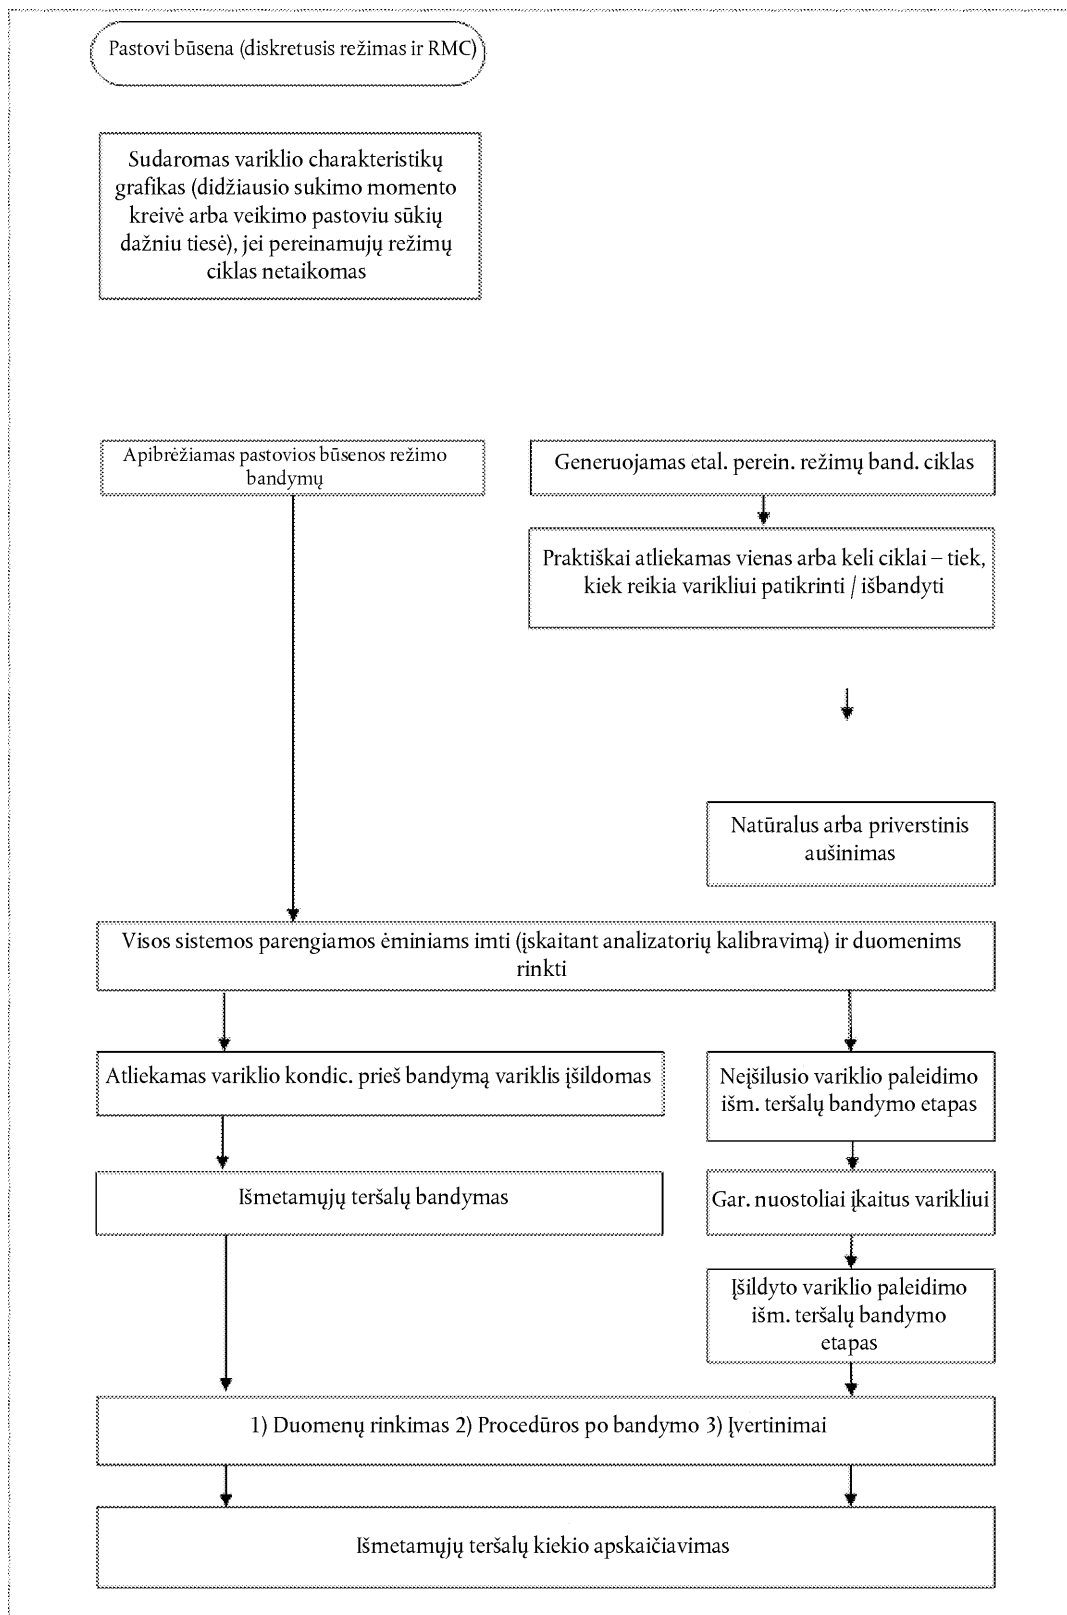 Pastovi būsena (diskretusis režimas ir RMC)
Sudaromas variklio charakteristikų
grafikas (didžiausio sukimo momento
kreivė arba veikimo pastoviu sūkių
dažniu tiesė), jei pereinamujų režimų
ciklas netaikomas
Apibrėžiamas pastovios būsenos režimo
bandymų
Generuojamas etal. perein. režimų band. ciklas
Praktiškai atliekamas vienas arba keli ciklai – tiek,
kiek reikia varikliui patikrinti / išbandyti
Natūralus arba priverstinis
aušinimas
Visos sistemos parengiamos ėminiams imti (įskaitant analizatorių kalibravimą) ir duomenims
rinkti
Atliekamas variklio kondic. prieš bandymą variklis įšildomas
Neįšilusio variklio paleidimo
išm. teršalų bandymo etapas
Išmetamųjų teršalų bandymas
Gar. nuostoliai įkaitus varikliui
Įšildyto variklio paleidimo
išm. teršalų bandymo
etapas
1) Duomenų rinkimas 2) Procedūros po bandymo 3) Įvertinimai
Išmetamųjų teršalų kiekio apskaičiavimas